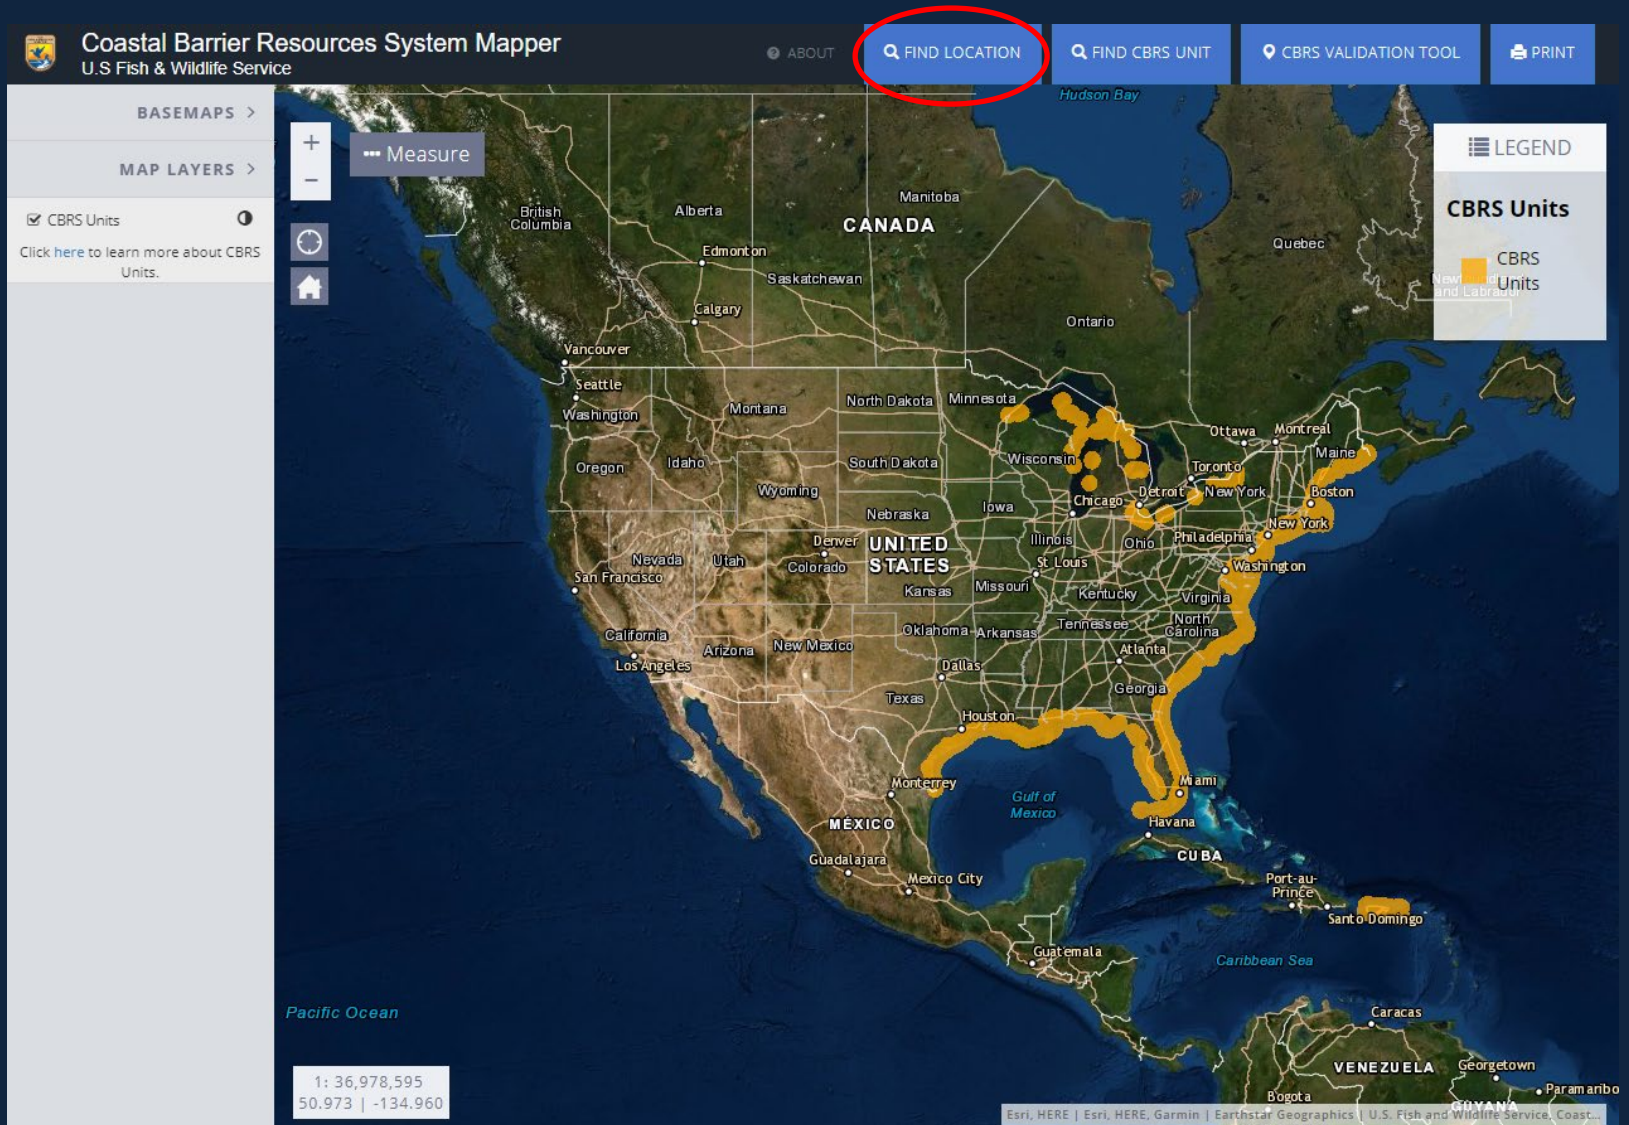 Coastal Barrier Resources System Mapper
U.S Fish & Wildlife Service
ABOUT
FIND LOCATION
FIND CBRS UNIT
CBRS VALIDATION TOOL
PRINT
BASEMAPS >
MAP LAYERS >
CBRS Units
Click here to learn more about CBRS
Units.
+
−
Measure
LEGEND
CBRS Units
CBRS
Units
Hudson Bay
Manitoba
British
Columbia
Alberta
CANADA
Quebec
Edmonton
Saskatchewan
Newfoundland
and Labrador
Calgary
Ontario
Vancouver
Seattle
Washington
Montana
North Dakota
Minnesota
Ottawa
Montreal
Maine
Oregon
Idaho
South Dakota
Wisconsin
Toronto
Wyoming
Chicago
Detroit
New York
Boston
Nebraska
Iowa
New York
Nevada
Utah
Denver
Colorado
UNITED
STATES
Illinois
Ohio
Philadelphia
San Francisco
St Louis
Washington
Kansas
Missouri
Kentucky
Virginia
California
Oklahoma
Arkansas
Tennessee
North
Carolina
Los Angeles
Arizona
New Mexico
Atlanta
Dallas
Texas
Georgia
Houston
Monterrey
Miami
Gulf of
Mexico
MÉXICO
Havana
Guadalajara
CUBA
Mexico City
Port-au-
Prince
Santo Domingo
Guatemala
Caribbean Sea
Pacific Ocean
Caracas
VENEZUELA
Georgetown
Paramaribo
Bogota
GUYANA
1: 36,978,595
50.973 | -134.960
Esri, HERE | Esri, HERE, Garmin | Earthstar Geographics | U.S. Fish and Wildlife Service, Coast...